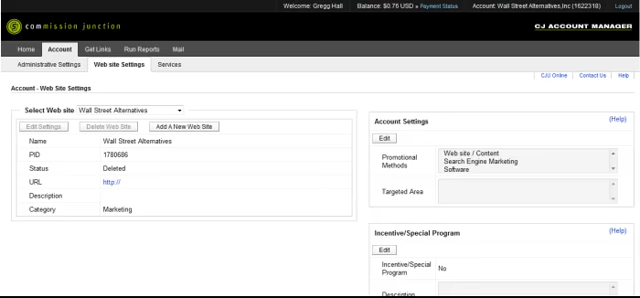 Welcome: Gregg Hall Balance: $0.76 USD » Payment Status Account: Wall Street Alternatives,Inc (1622318) Logout
commission junction CJ ACCOUNT MANAGER
Home Account Get Links Run Reports Mail
Administrative Settings Web site Settings Services
CJU Online Contact Us Help
Account - Web Site Settings
Select Web site Wall Street Alternatives
Edit Settings Delete Web Site Add A New Web Site
Name Wall Street Alternatives
PID 1780686
Status Deleted
URL http://
Description
Category Marketing
Account Settings (Help)
Edit
Promotional Methods
Web site / Content
Search Engine Marketing
Software
Targeted Area
Incentive/Special Program (Help)
Edit
Incentive/Special Program No
Description